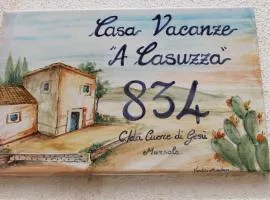 Casa Vacanze
"A Casuzza"
834
C/da Cuore di Gesù
Marsala